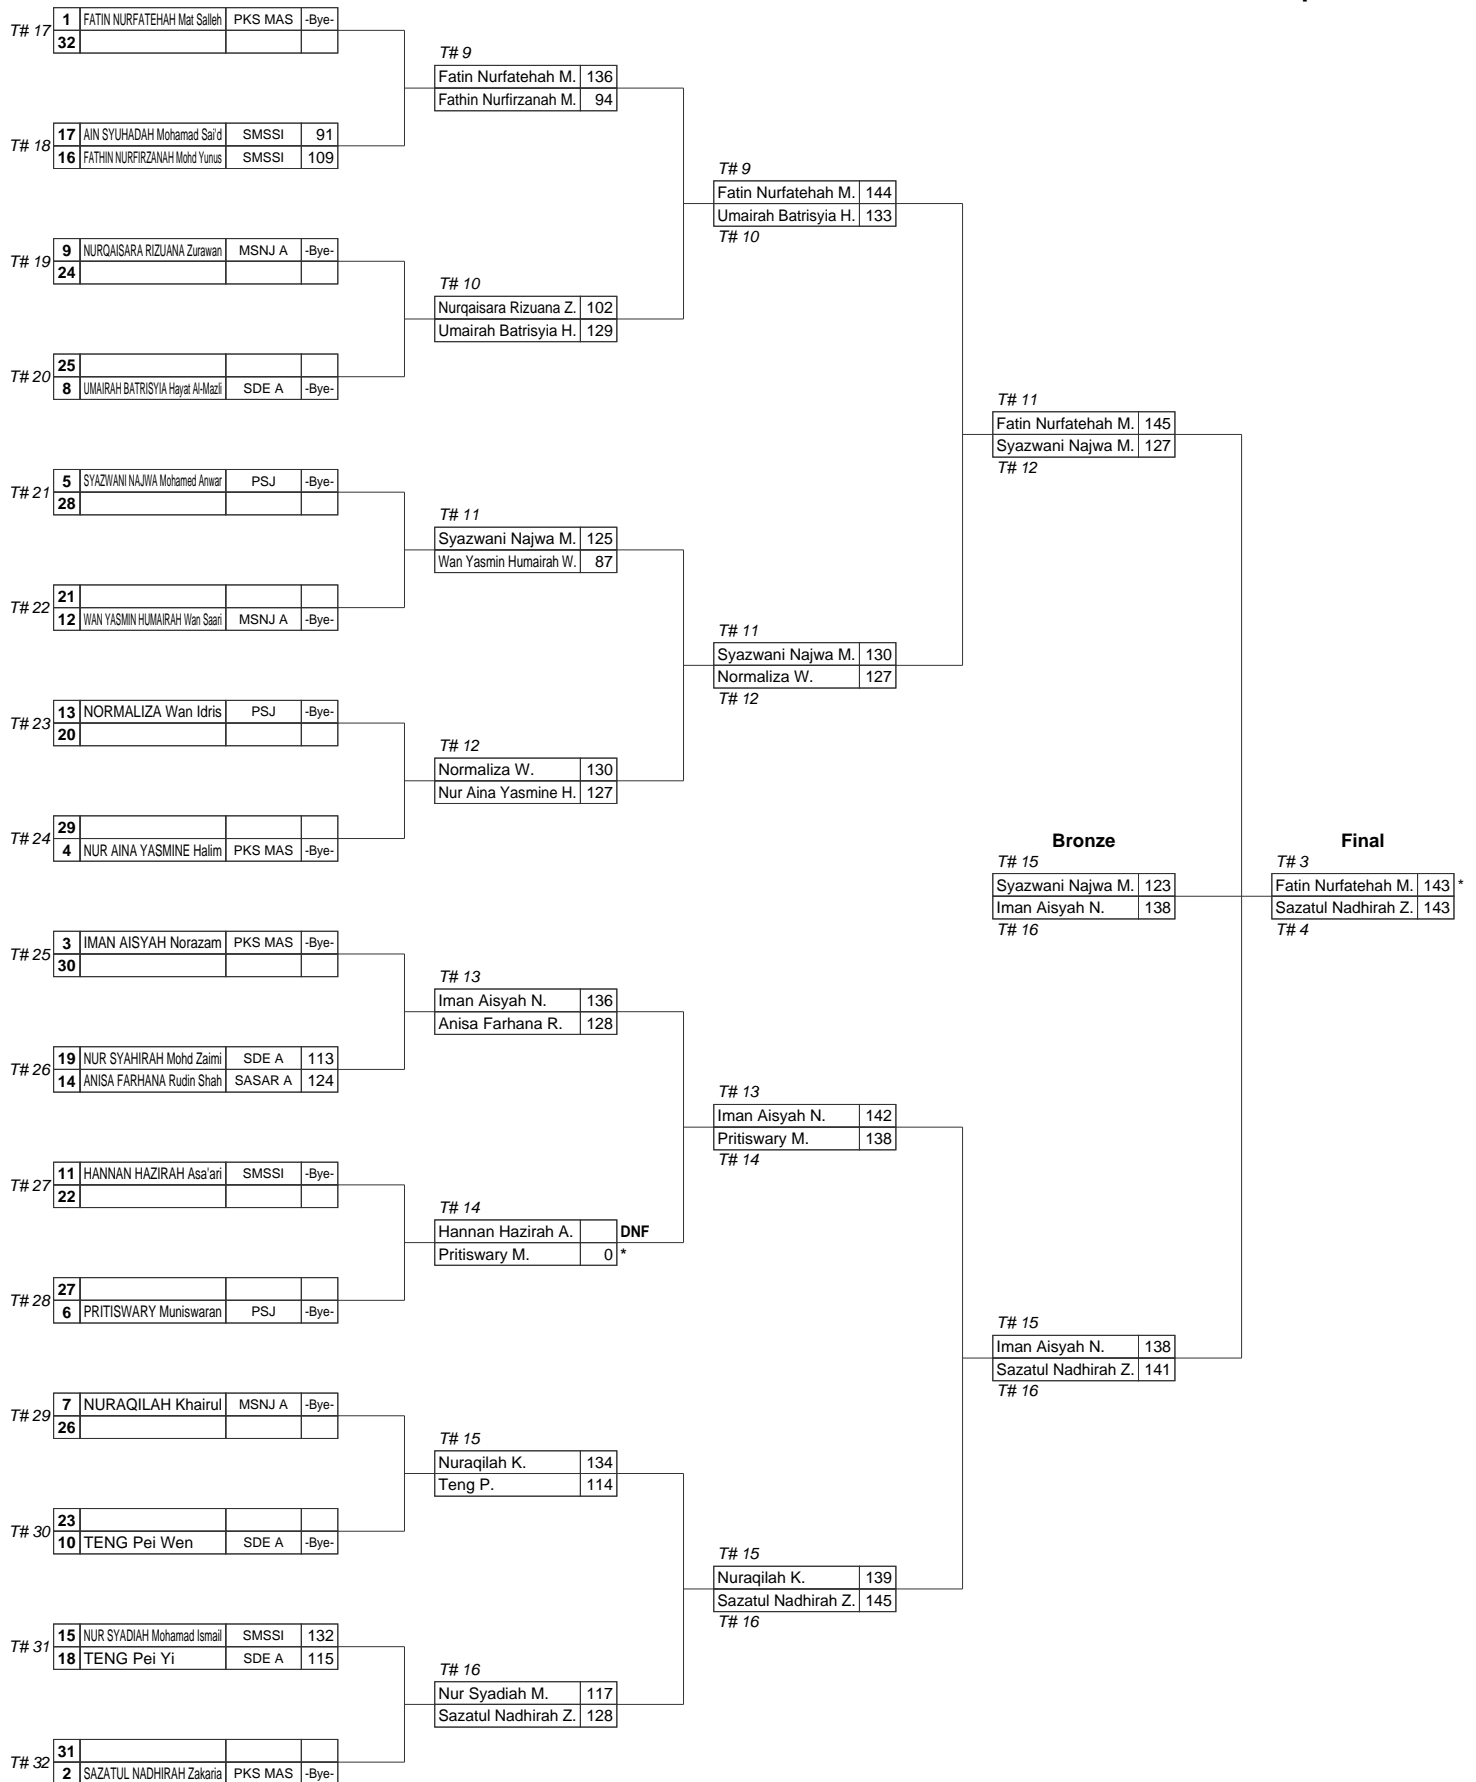 T# 17
1 FATIN NURFATEHAH Mat Salleh PKS MAS -Bye-
32
T# 18
17 AIN SYUHADAH Mohamad Sai'd SMSSI 91
16 FATHIN NURFIRZANAH Mohd Yunus SMSSI 109
T# 19
9 NURQAISARA RIZUANA Zurawan MSNJ A -Bye-
24
T# 20
25
8 UMAIRAH BATRISYIA Hayat Al-Mazli SDE A -Bye-
T# 21
5 SYAZWANI NAJWA Mohamed Anwar PSJ -Bye-
28
T# 22
21
12 WAN YASMIN HUMAIRAH Wan Saari MSNJ A -Bye-
T# 23
13 NORMALIZA Wan Idris PSJ -Bye-
20
T# 24
29
4 NUR AINA YASMINE Halim PKS MAS -Bye-
T# 25
3 IMAN AISYAH Norazam PKS MAS -Bye-
30
T# 26
19 NUR SYAHIRAH Mohd Zaimi SDE A 113
14 ANISA FARHANA Rudin Shah SASAR A 124
T# 27
11 HANNAN HAZIRAH Asa'ari SMSSI -Bye-
22
T# 28
27
6 PRITISWARY Muniswaran PSJ -Bye-
T# 29
7 NURAQILAH Khairul MSNJ A -Bye-
26
T# 30
23
10 TENG Pei Wen SDE A -Bye-
T# 31
15 NUR SYADIAH Mohamad Ismail SMSSI 132
18 TENG Pei Yi SDE A 115
T# 32
31
2 SAZATUL NADHIRAH Zakaria PKS MAS -Bye-
T# 9
Fatin Nurfatehah M. 136
Fathin Nurfirzanah M. 94
T# 10
Nurqaisara Rizuana Z. 102
Umairah Batrisyia H. 129
T# 11
Syazwani Najwa M. 125
Wan Yasmin Humairah W. 87
T# 12
Normaliza W. 130
Nur Aina Yasmine H. 127
T# 13
Iman Aisyah N. 136
Anisa Farhana R. 128
T# 14
Hannan Hazirah A. DNF
Pritiswary M. 0 *
T# 15
Nuraqilah K. 134
Teng P. 114
T# 16
Nur Syadiah M. 117
Sazatul Nadhirah Z. 128
T# 9
Fatin Nurfatehah M. 144
Umairah Batrisyia H. 133
T# 10
T# 11
Syazwani Najwa M. 130
Normaliza W. 127
T# 12
T# 13
Iman Aisyah N. 142
Pritiswary M. 138
T# 14
T# 15
Nuraqilah K. 139
Sazatul Nadhirah Z. 145
T# 16
T# 11
Fatin Nurfatehah M. 145
Syazwani Najwa M. 127
T# 12
T# 15
Iman Aisyah N. 138
Sazatul Nadhirah Z. 141
T# 16
Bronze
T# 15
Syazwani Najwa M. 123
Iman Aisyah N. 138
T# 16
Final
T# 3
Fatin Nurfatehah M. 143 *
Sazatul Nadhirah Z. 143
T# 4